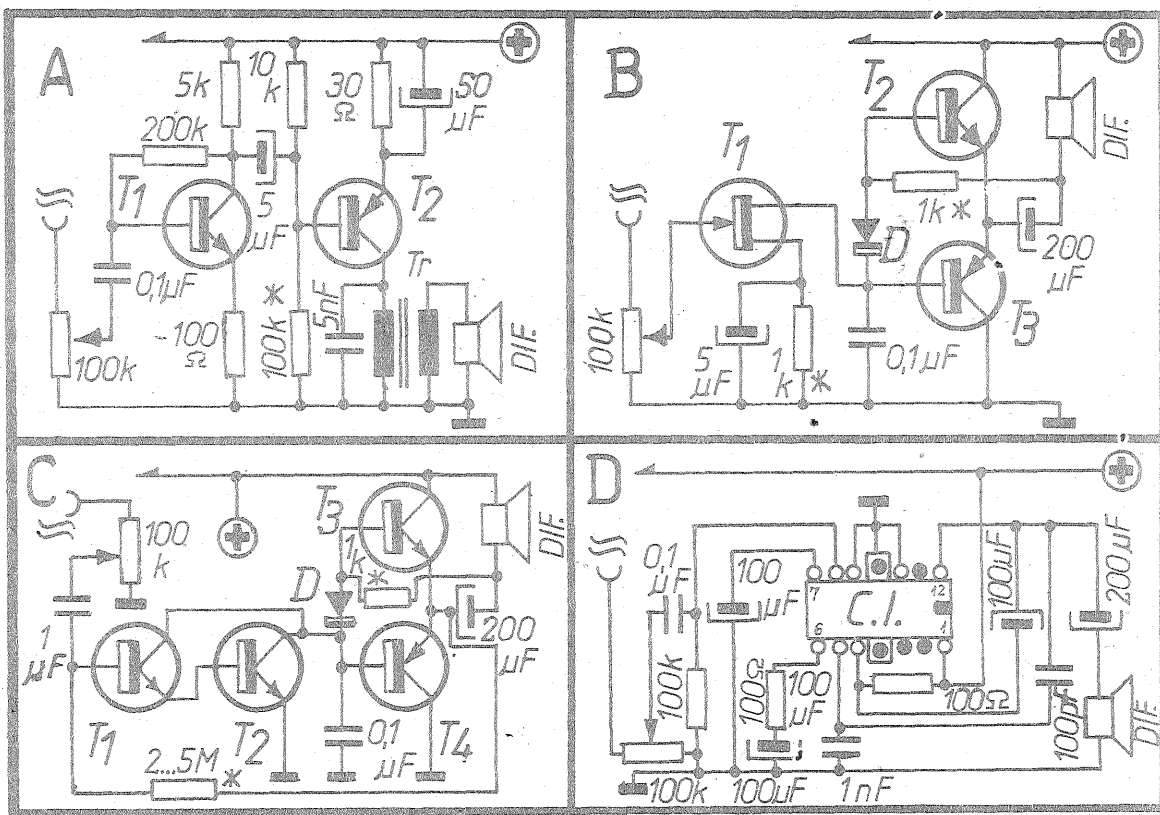 A
5k
10
k
30
Ω
50
µF
200k
T1
5
µF
T2
0,1µF
Tr
100k
100
Ω
100k *
5nF
DIF.
B
T2
T1
DIF.
1k *
D
200
µF
T3
100k
5
µF
1
k *
0,1µF
C
100
k
T3
1
k *
D
DIF.
1
µF
200
µF
T1
T2
0,1
µF
T4
2...5M *
D
0,1
µF
100
µF
7
12
C.I.
6
1
100µF
200µF
100k
100Ω
100
µF
100Ω
100pf
DIF.
100k
100µF
1nF